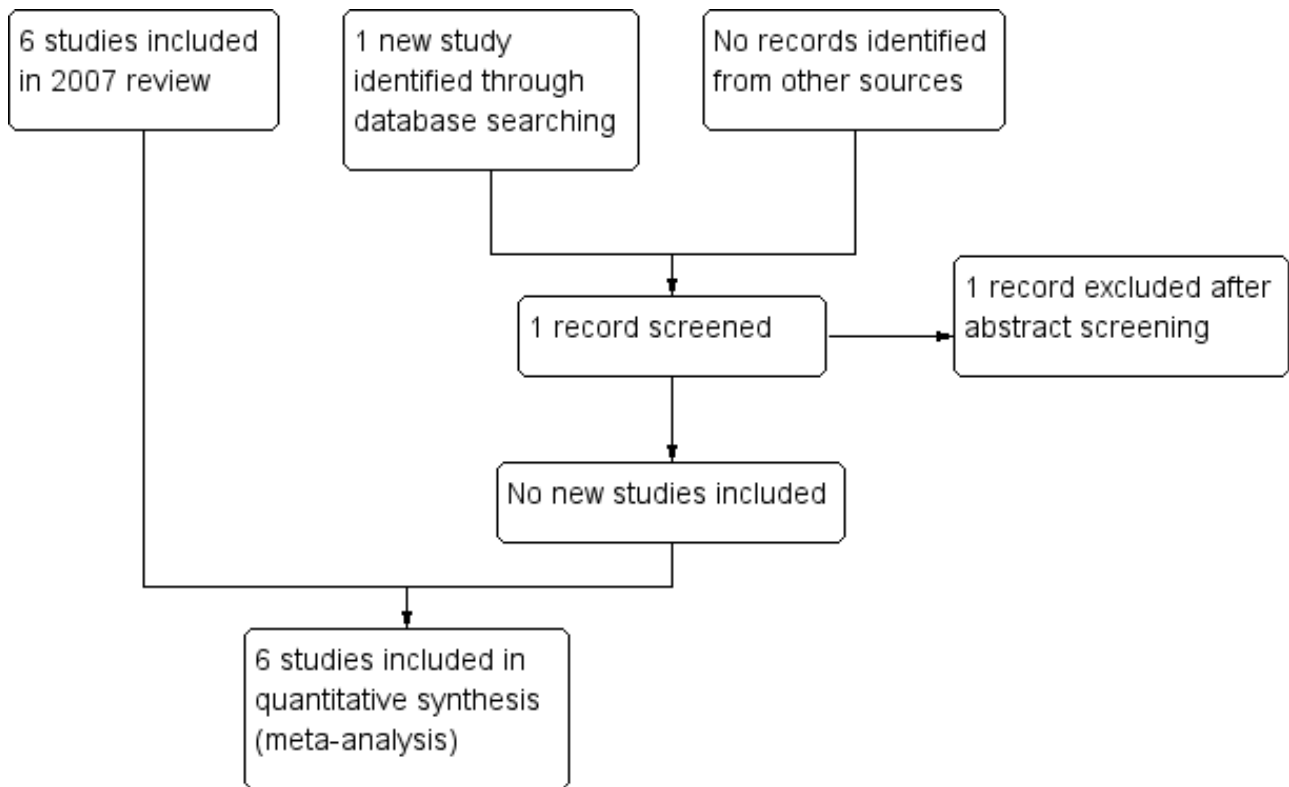 6 studies included
in 2007 review
1 new study
identified through
database searching
No records identified
from other sources
1 record screened
1 record excluded after
abstract screening
No new studies included
6 studies included in
quantitative synthesis
(meta-analysis)